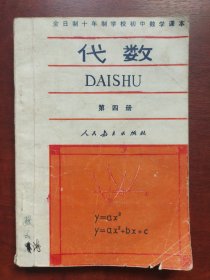 全日制十年制学校初中数学课本
代数
DAISHU
第四册
人民教育出版社
y=ax²
y=ax²+bx+c